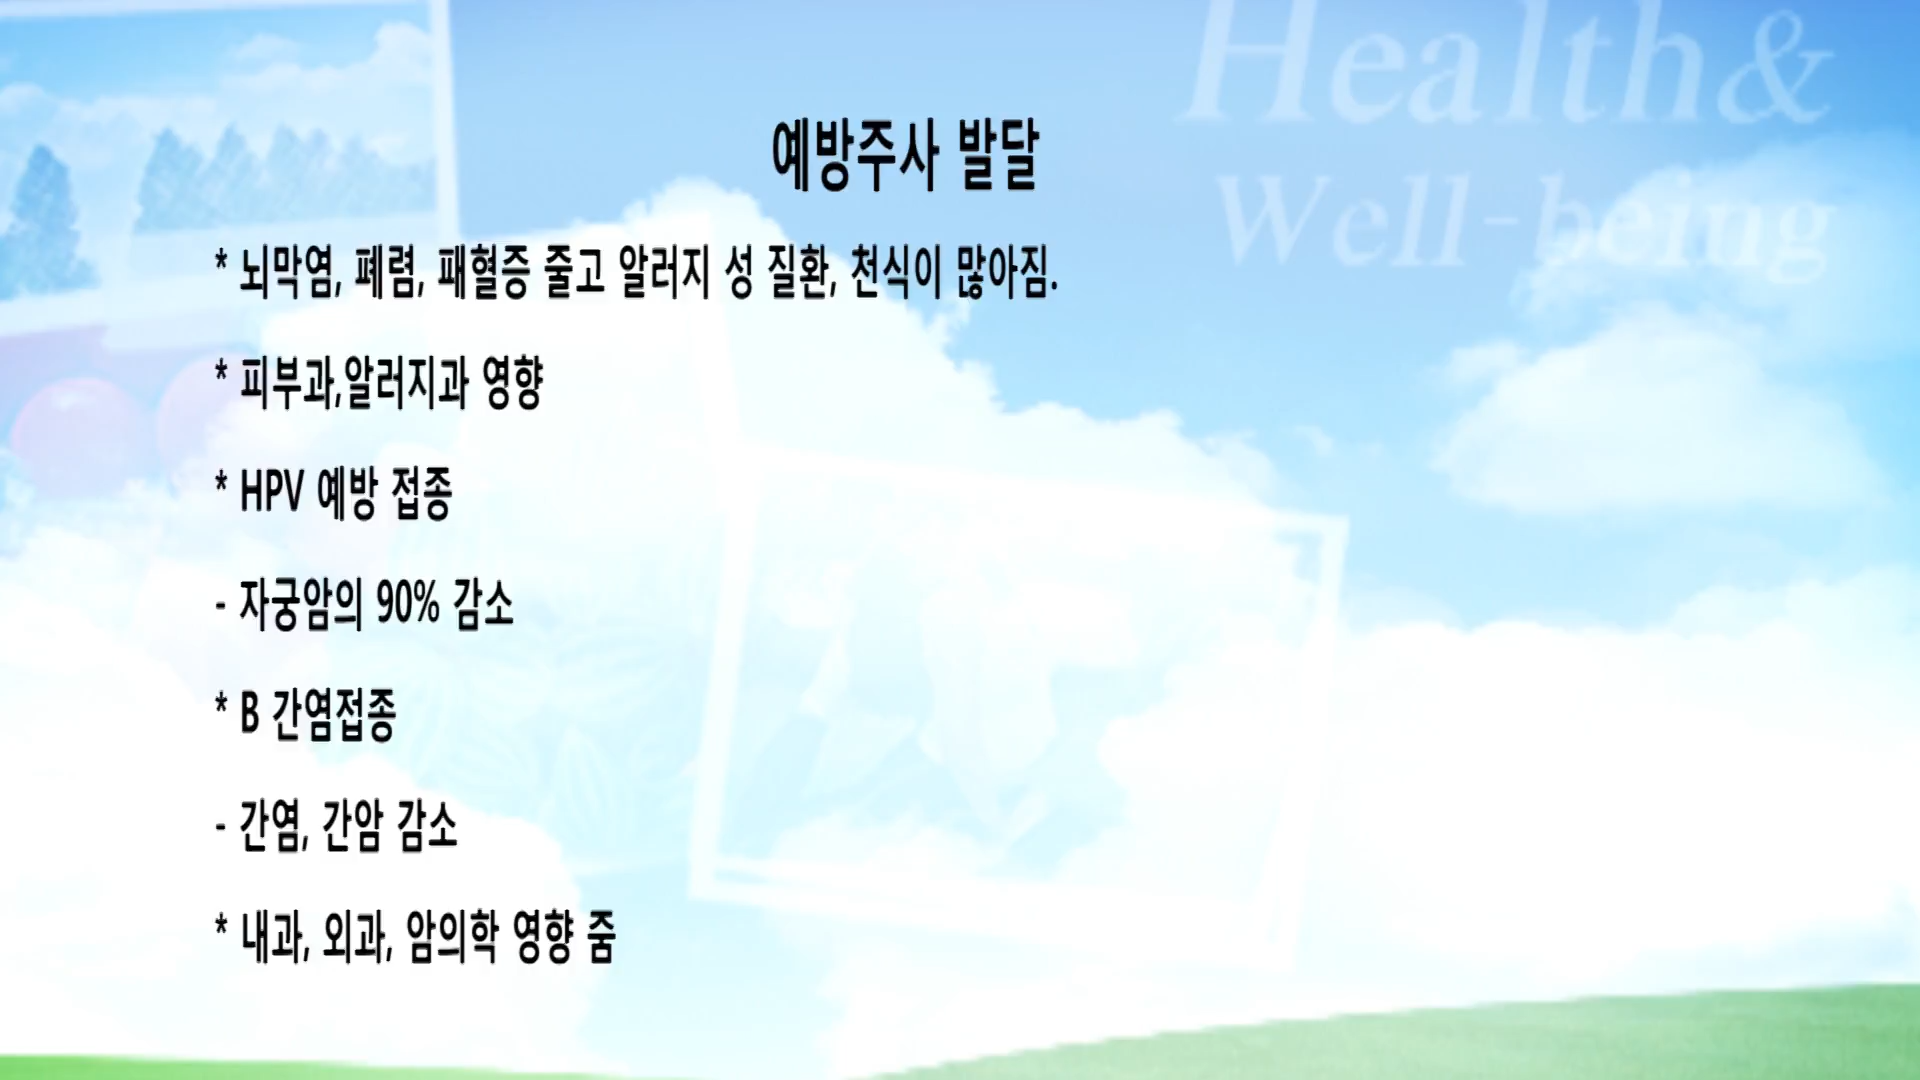 Health&
Well-being
예방주사 발달
* 뇌막염, 폐렴, 패혈증 줄고 알러지 성 질환, 천식이 많아짐.
* 피부과,알러지과 영향
* HPV 예방 접종
- 자궁암의 90% 감소
* B 간염접종
- 간염, 간암 감소
* 내과, 외과, 암의학 영향 줌